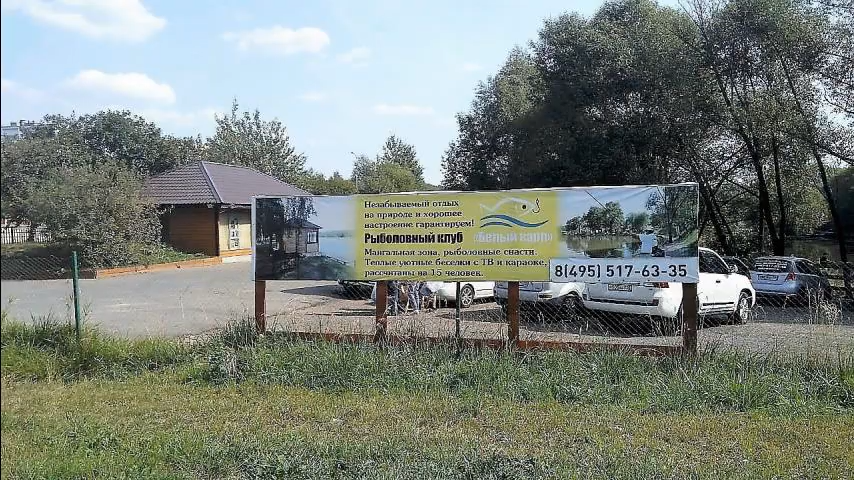 Незабываемый отдых
на природе и хорошее
настроение гарантируем!
Рыболовный клуб «Белый карп»
Мангальная зона, рыболовные снасти.
Теплые уютные беседки с ТВ и караоке,
рассчитаны на 15 человек.
8(495) 517-63-35